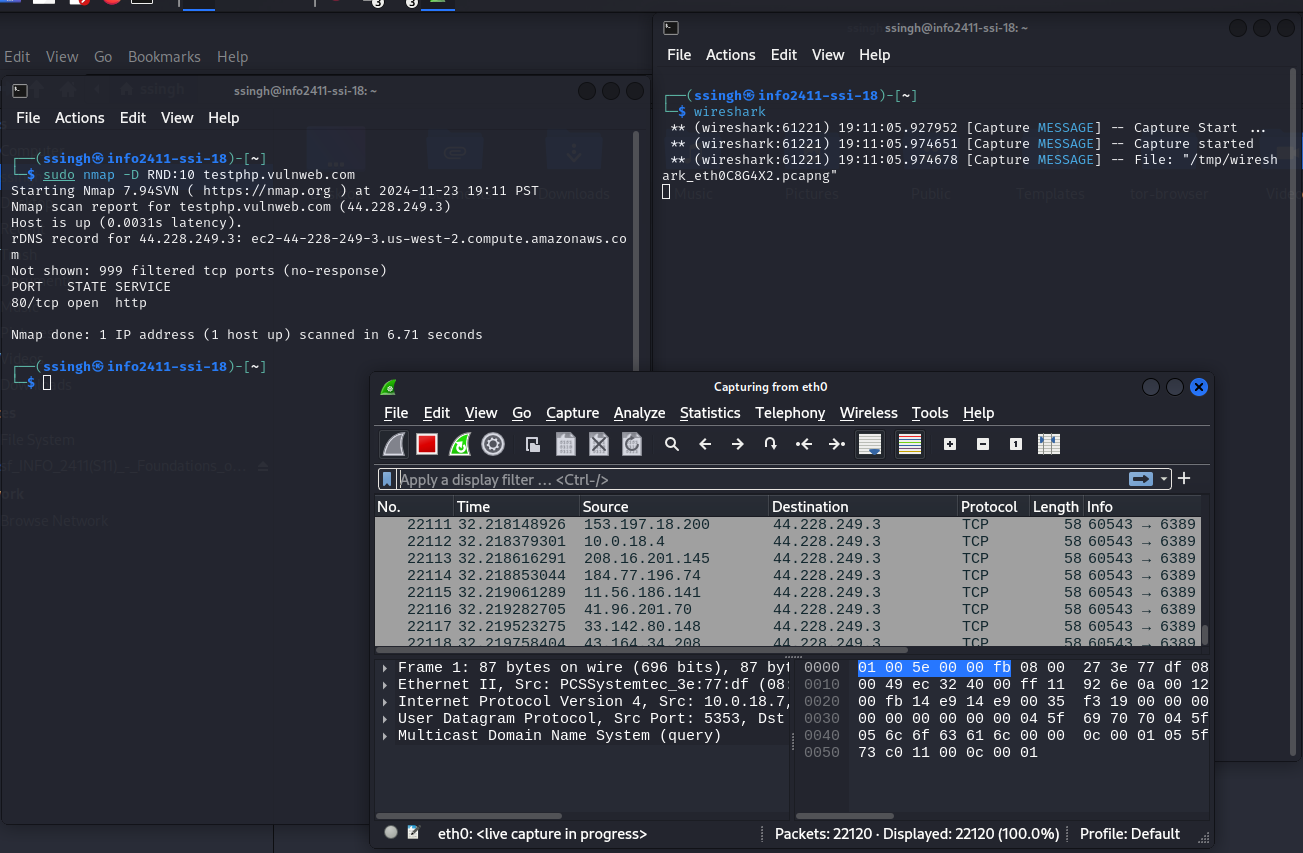 Edit View Go Bookmarks Help
ssingh@info2411-ssi-18: ~
File Actions Edit View Help
┌──(ssingh㉿info2411-ssi-18)-[~]
└─$ sudo nmap -D RND:10 testphp.vulnweb.com
Starting Nmap 7.94SVN ( https://nmap.org ) at 2024-11-23 19:11 PST
Nmap scan report for testphp.vulnweb.com (44.228.249.3)
Host is up (0.0031s latency).
rDNS record for 44.228.249.3: ec2-44-228-249-3.us-west-2.compute.amazonaws.co
m
Not shown: 999 filtered tcp ports (no-response)
PORT   STATE SERVICE
80/tcp open  http
Nmap done: 1 IP address (1 host up) scanned in 6.71 seconds
┌──(ssingh㉿info2411-ssi-18)-[~]
└─$
ssingh@info2411-ssi-18: ~
File Actions Edit View Help
┌──(ssingh㉿info2411-ssi-18)-[~]
└─$ wireshark
** (wireshark:61221) 19:11:05.927952 [Capture MESSAGE] -- Capture Start ...
** (wireshark:61221) 19:11:05.974651 [Capture MESSAGE] -- Capture started
** (wireshark:61221) 19:11:05.974678 [Capture MESSAGE] -- File: "/tmp/wiresh
ark_eth0C8G4X2.pcapng"
Music Pictures Public Templates tor-browser
File System
Browse Network
Capturing from eth0
File Edit View Go Capture Analyze Statistics Telephony Wireless Tools Help
Apply a display filter ... <Ctrl-/>
No. Time Source Destination Protocol Length Info
22111 32.218148926 153.197.18.200 44.228.249.3 TCP 58 60543 → 6389
22112 32.218379301 10.0.18.4 44.228.249.3 TCP 58 60543 → 6389
22113 32.218616291 208.16.201.145 44.228.249.3 TCP 58 60543 → 6389
22114 32.218853044 184.77.196.74 44.228.249.3 TCP 58 60543 → 6389
22115 32.219061289 11.56.186.141 44.228.249.3 TCP 58 60543 → 6389
22116 32.219282705 41.96.201.70 44.228.249.3 TCP 58 60543 → 6389
22117 32.219523275 33.142.80.148 44.228.249.3 TCP 58 60543 → 6389
22118 32.219758404 43.164.34.208 44.228.249.3 TCP 58 60543 → 6389
Frame 1: 87 bytes on wire (696 bits), 87 byt
Ethernet II, Src: PCSSystemtec_3e:77:df (08:
Internet Protocol Version 4, Src: 10.0.18.7,
User Datagram Protocol, Src Port: 5353, Dst
Multicast Domain Name System (query)
0000 01 00 5e 00 00 fb 08 00 27 3e 77 df 08
0010 00 49 ec 32 40 00 ff 11 92 6e 0a 00 12
0020 00 fb 14 e9 14 e9 00 35 f3 19 00 00 00
0030 00 00 00 00 00 00 04 5f 69 70 70 04 5f
0040 05 6c 6f 63 61 6c 00 00 0c 00 01 05 5f
0050 73 c0 11 00 0c 00 01
eth0: <live capture in progress>
Packets: 22120 · Displayed: 22120 (100.0%)
Profile: Default